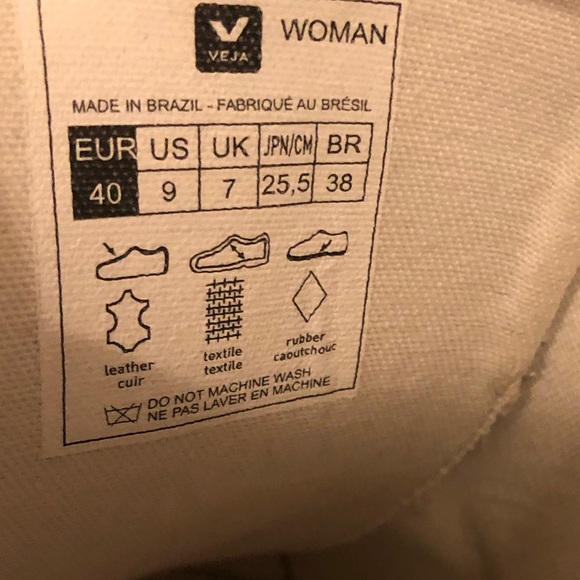 VEJA
WOMAN
MADE IN BRAZIL - FABRIQUÉ AU BRÉSIL
EUR US UK JPN/CM BR
40 9 7 25,5 38
leather textile rubber
cuir textile caoutchouc
DO NOT MACHINE WASH
NE PAS LAVER EN MACHINE